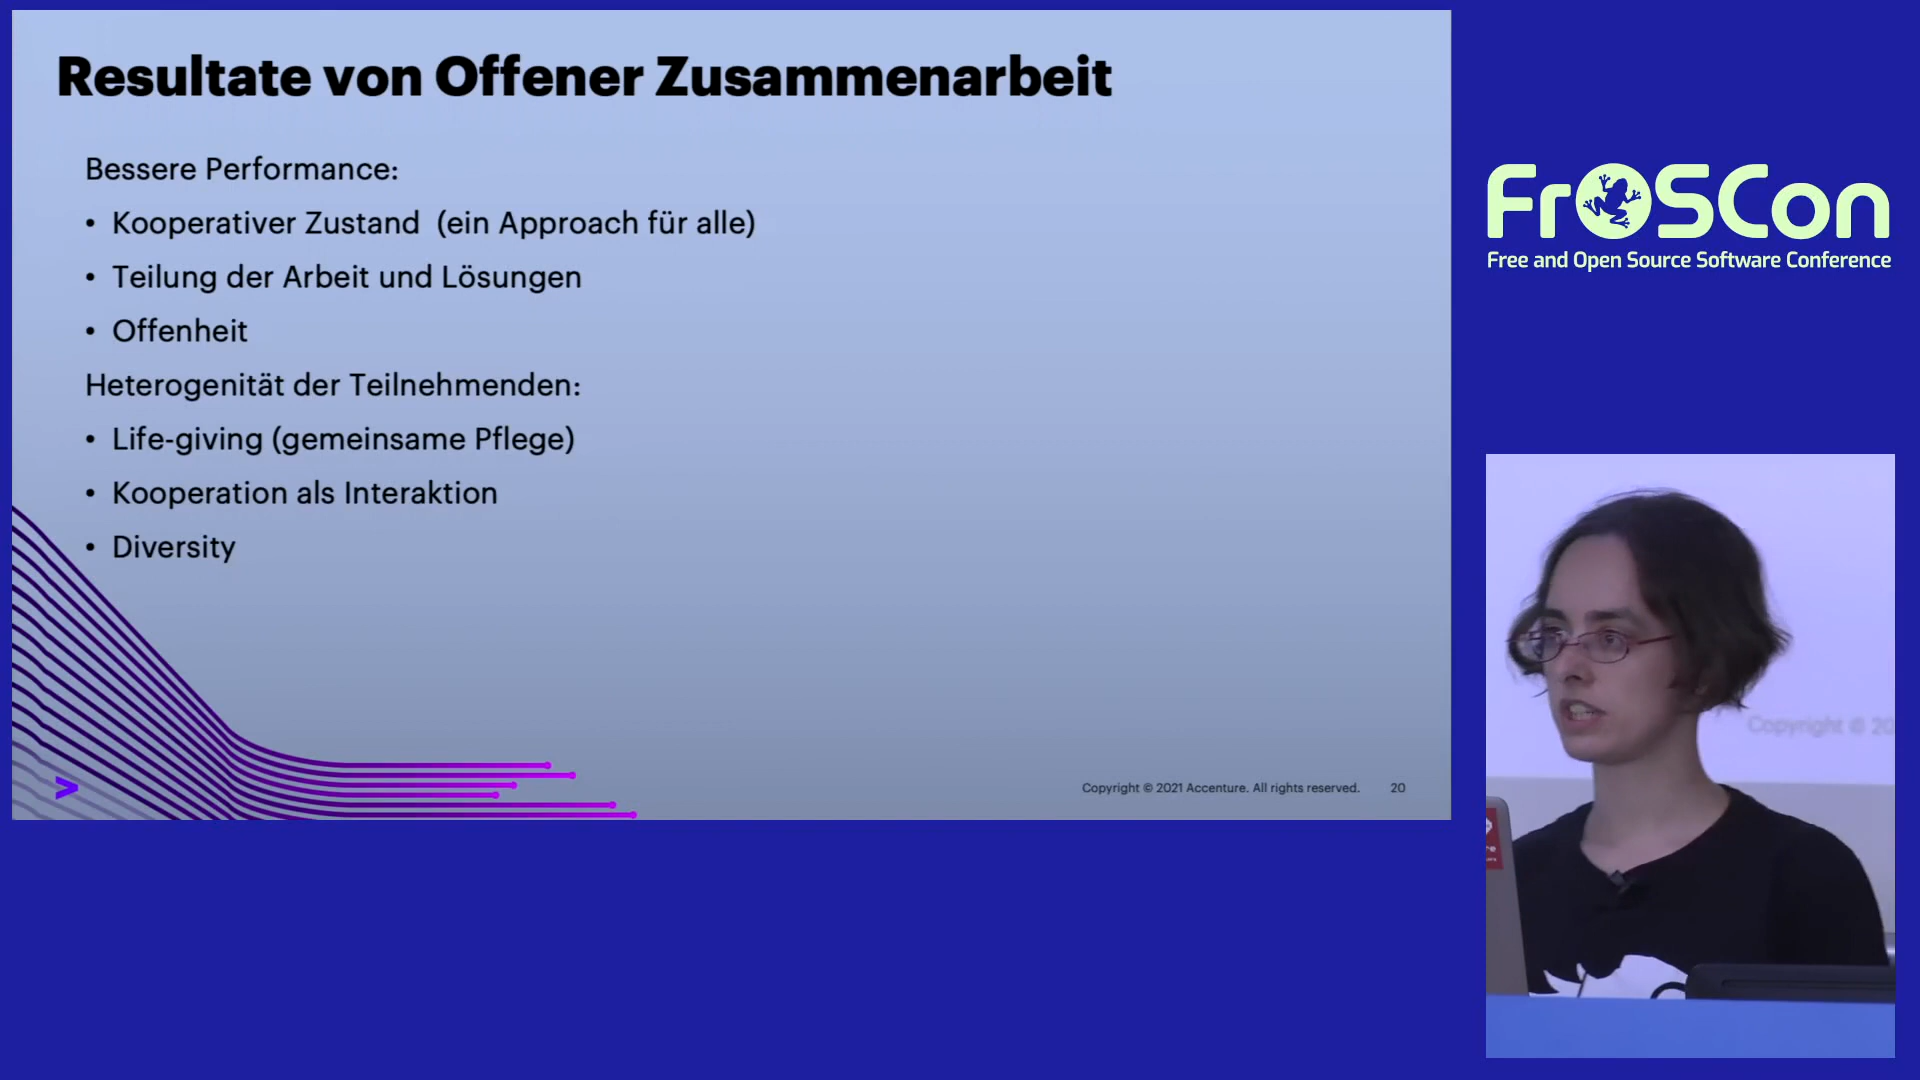 Resultate von Offener Zusammenarbeit
Bessere Performance:
• Kooperativer Zustand (ein Approach für alle)
• Teilung der Arbeit und Lösungen
• Offenheit
Heterogenität der Teilnehmenden:
• Life-giving (gemeinsame Pflege)
• Kooperation als Interaktion
• Diversity
>
Copyright © 2021 Accenture. All rights reserved. 20
FrOSCon
Free and Open Source Software Conference
Copyright © 20